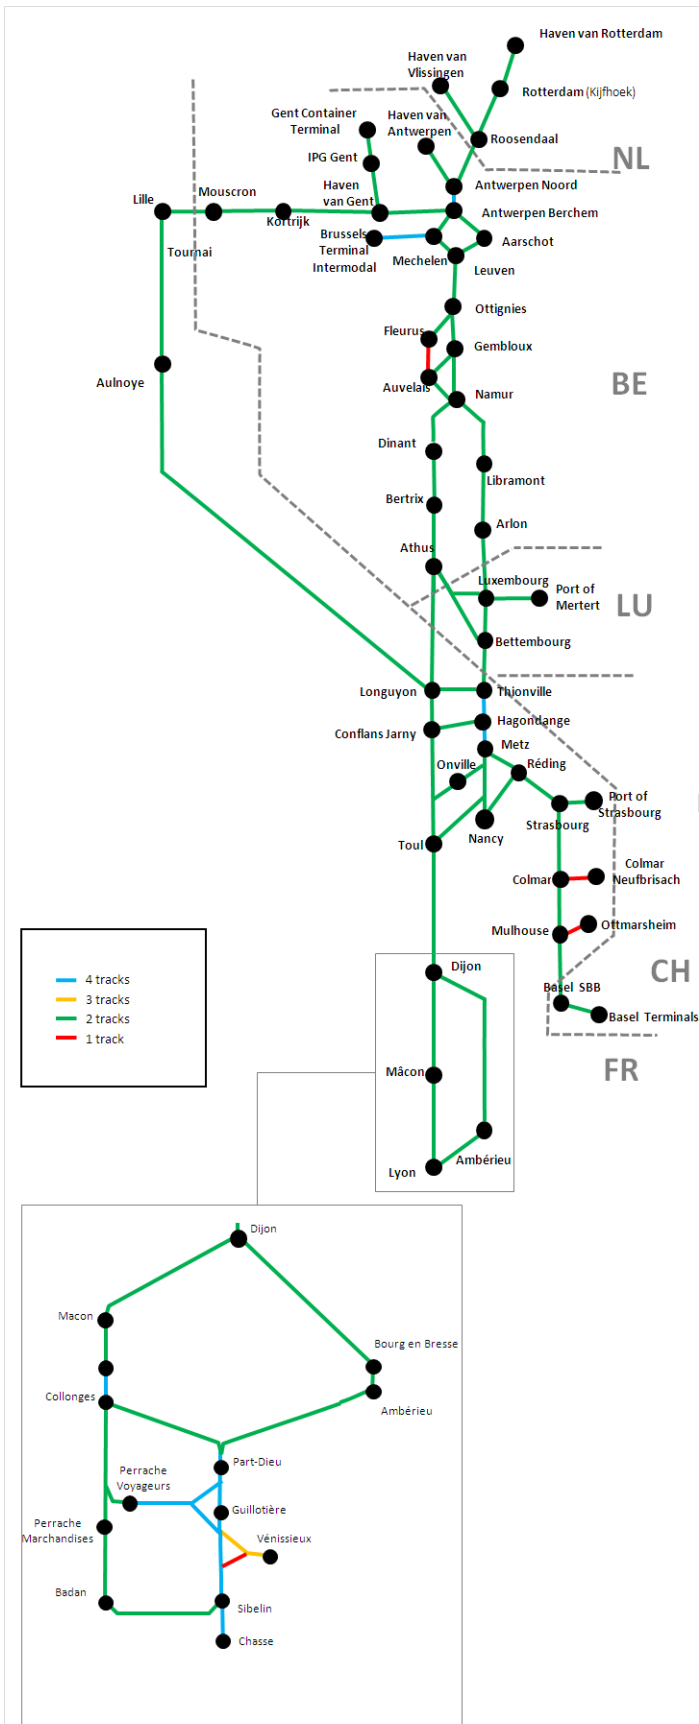 Haven van Rotterdam
Haven van
Vlissingen
Rotterdam (Kijfhoek)
Gent Container
Terminal
Haven van
Antwerpen
Roosendaal
NL
IPG Gent
Haven
van Gent
Antwerpen Noord
Lille
Mouscron
Kortrijk
Antwerpen Berchem
Brussels
Terminal
Intermodal
Aarschot
Mechelen
Leuven
Tournai
Ottignies
Fleurus
Gembloux
Aulnoye
Auvelais
Namur
BE
Dinant
Libramont
Bertrix
Arlon
Athus
Luxembourg
Port of
Mertert
LU
Bettembourg
Longuyon
Thionville
Conflans Jarny
Hagondange
Metz
Onville
Réding
Port of
Strasbourg
Strasbourg
Nancy
Toul
Colmar
Colmar
Neufbrisach
Mulhouse
Ottmarsheim
CH
Dijon
Basel SBB
Basel Terminals
FR
4 tracks
3 tracks
2 tracks
1 track
Mâcon
Ambérieu
Lyon
Dijon
Macon
Bourg en Bresse
Collonges
Ambérieu
Part-Dieu
Perrache
Voyageurs
Guillotière
Perrache
Marchandises
Vénissieux
Badan
Sibelin
Chasse